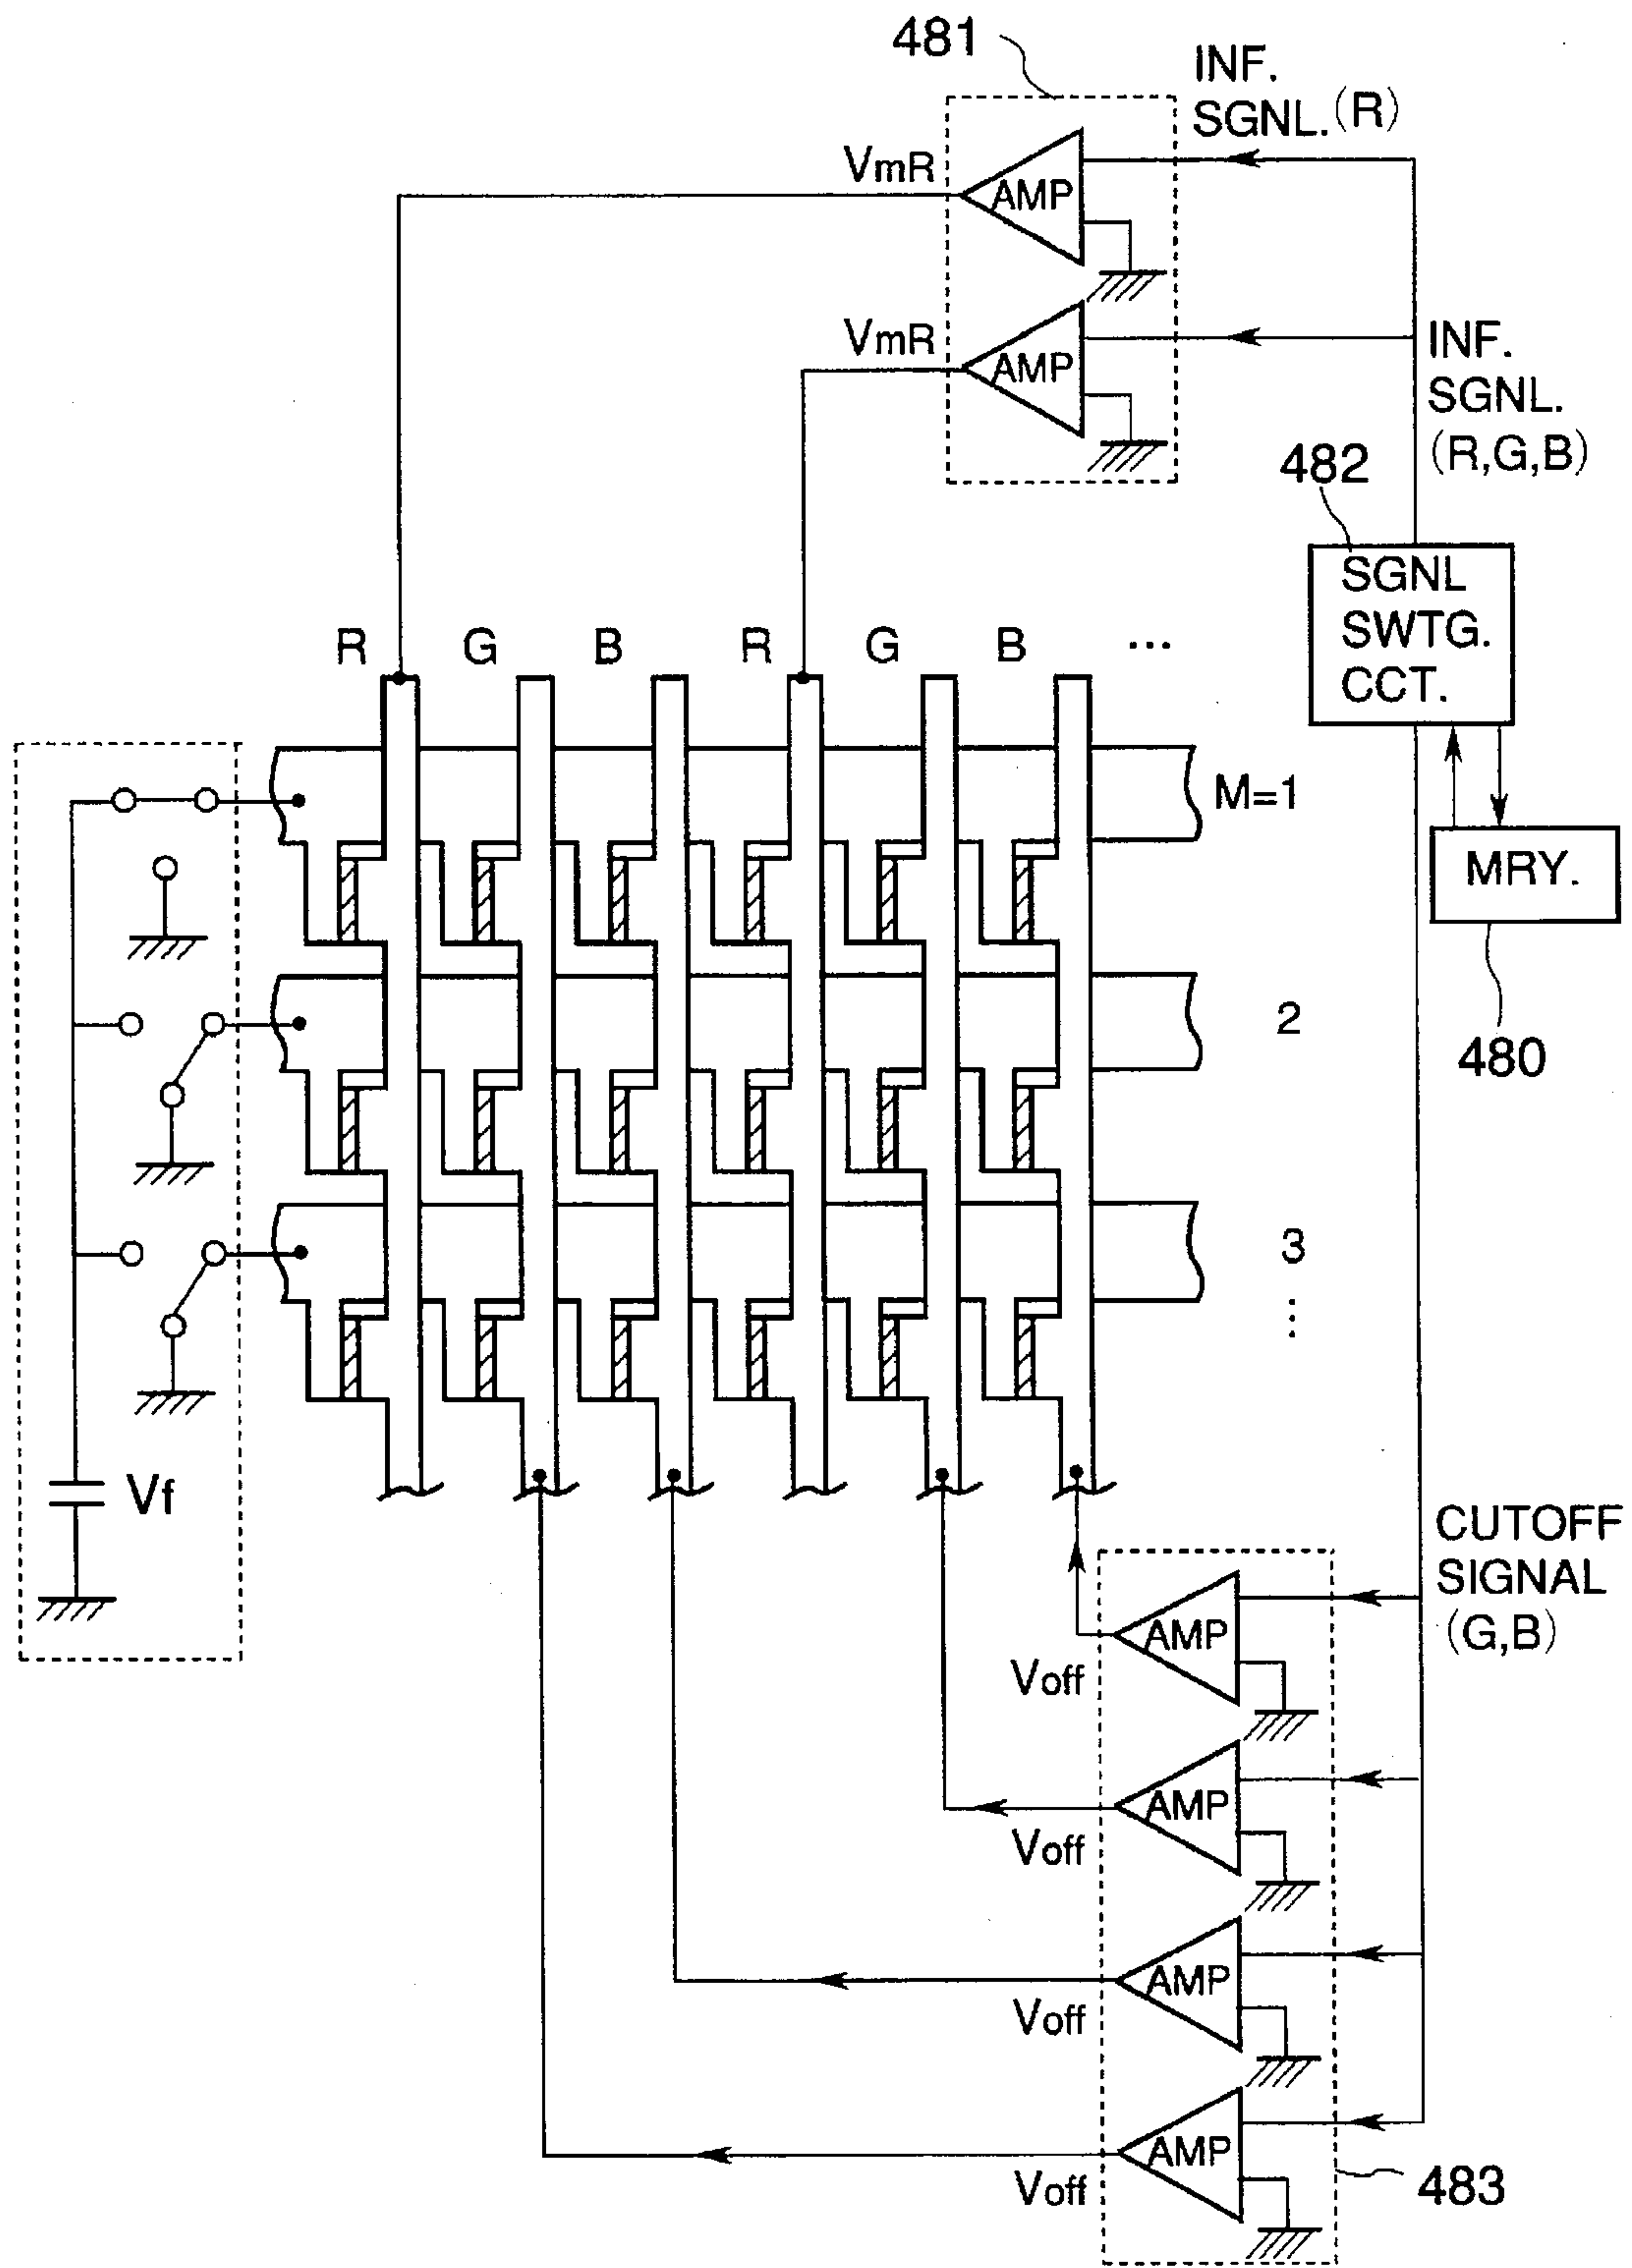 481
INF.
SGNL. (R)
VmR
AMP
VmR
AMP
INF.
SGNL.
(R,G,B)
482
SGNL
SWTG.
CCT.
R G B R G B ...
M=1
MRY.
2
480
3
⋮
Vf
CUTOFF
SIGNAL
(G,B)
AMP
Voff
AMP
Voff
AMP
Voff
AMP
Voff
483